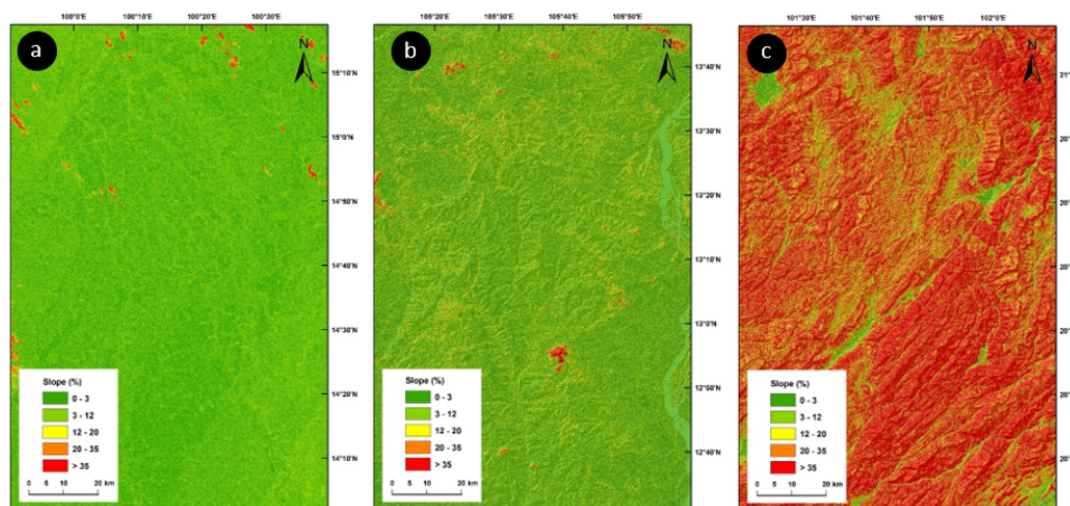 a
100°0'E 100°10'E 100°20'E 100°30'E
N
15°10'N
15°0'N
14°50'N
14°40'N
14°30'N
14°20'N
14°10'N
Slope (%)
0 - 3
3 - 12
12 - 20
20 - 35
> 35
0 5 10 20 km
b
105°20'E 105°30'E 105°40'E 105°50'E
N
13°40'N
13°30'N
13°20'N
13°10'N
13°0'N
12°50'N
12°40'N
Slope (%)
0 - 3
3 - 12
12 - 20
20 - 35
> 35
0 5 10 20 km
c
101°30'E 101°40'E 101°50'E 102°0'E
N
21°
21°
20°
20°
20°
20°
20°
Slope (%)
0 - 3
3 - 12
12 - 20
20 - 35
> 35
0 5 10 20 km